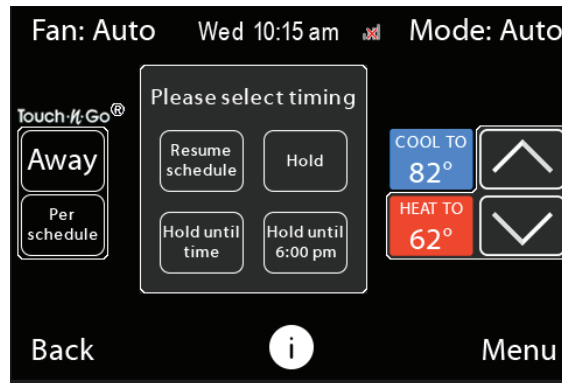 Fan: Auto
Wed 10:15 am
Mode: Auto
Touch-N-Go®
Away
Per
schedule
Please select timing
Resume
schedule
Hold
Hold until
time
Hold until
6:00 pm
COOL TO
82°
HEAT TO
62°
Back
i
Menu